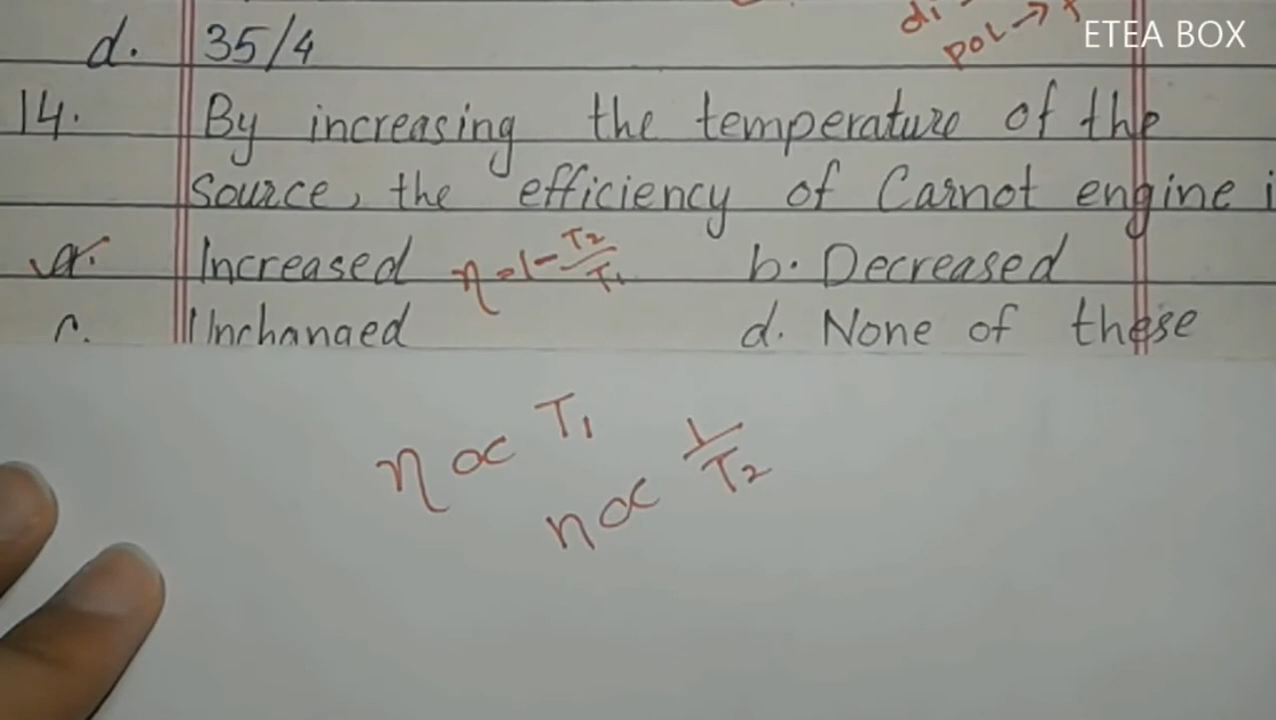 ETEA BOX
d. 35/4
14. By increasing the temperature of the
Source, the efficiency of Carnot engine
a. Increased η=1-T2/T1 b. Decreased
c. Unchanged d. None of these
η ∝ T1
η ∝ 1/T2